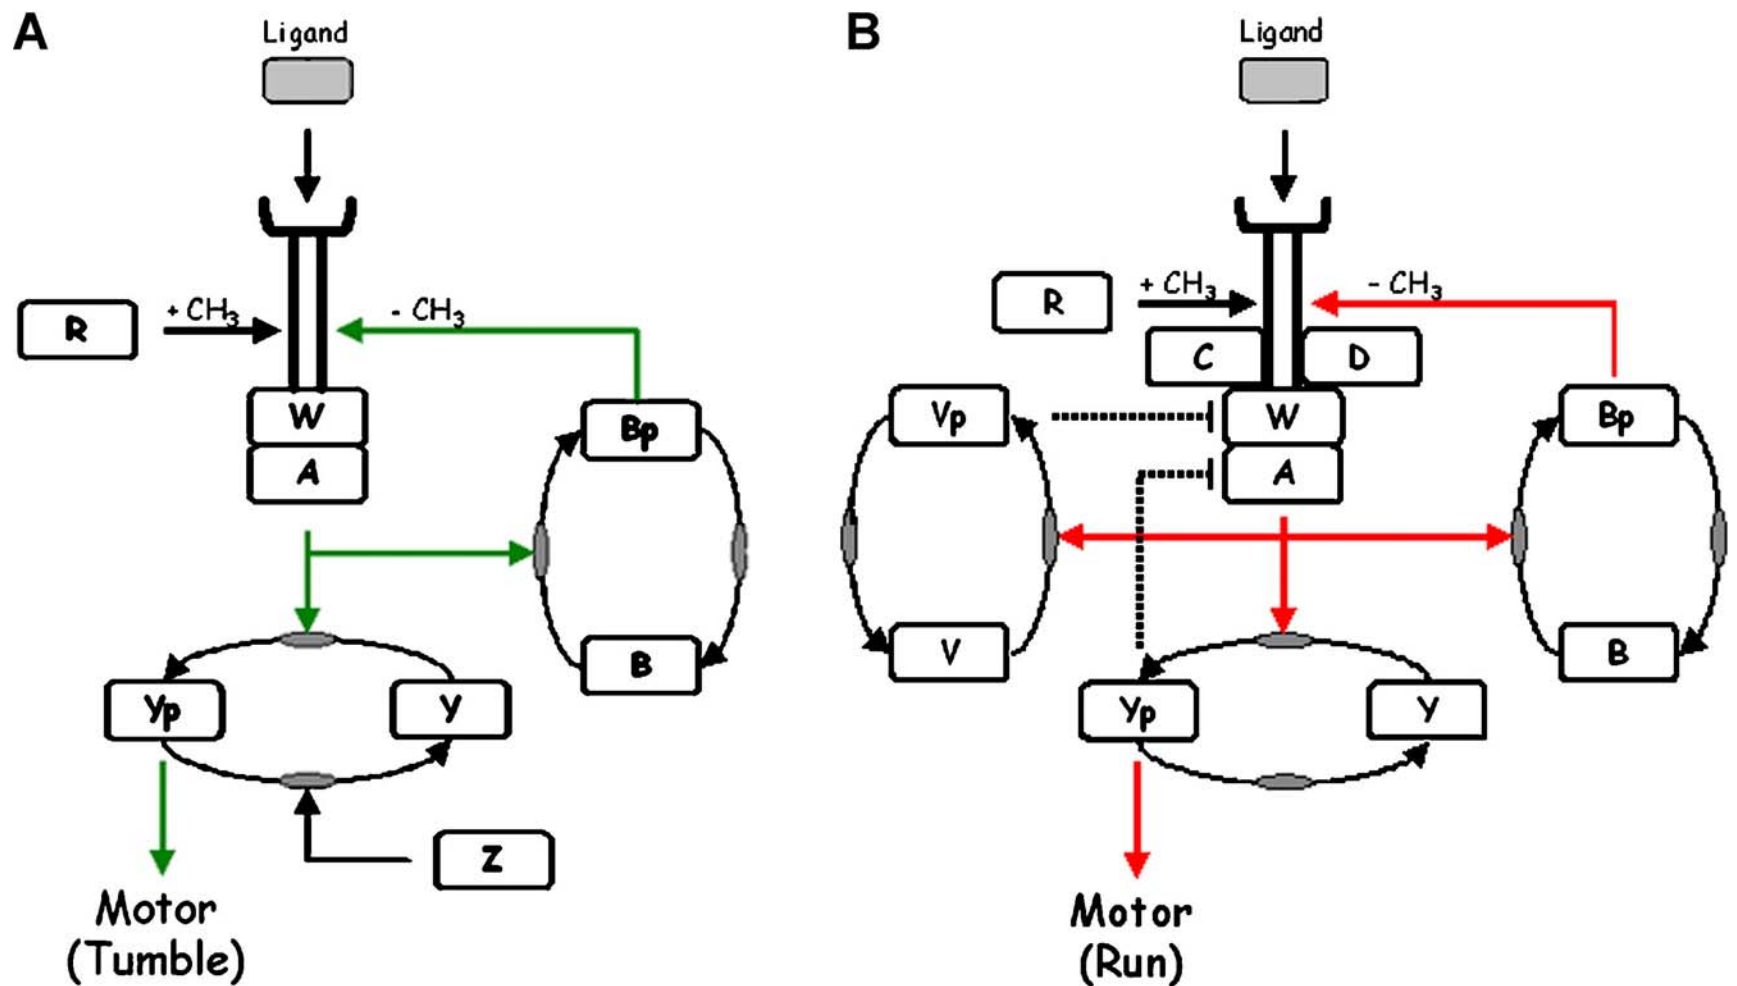 A
Ligand
R
+ CH3
- CH3
W
A
Bp
B
Yp
Y
Z
Motor
(Tumble)
B
Ligand
R
+ CH3
- CH3
C
D
Vp
W
Bp
A
V
B
Yp
Y
Motor
(Run)